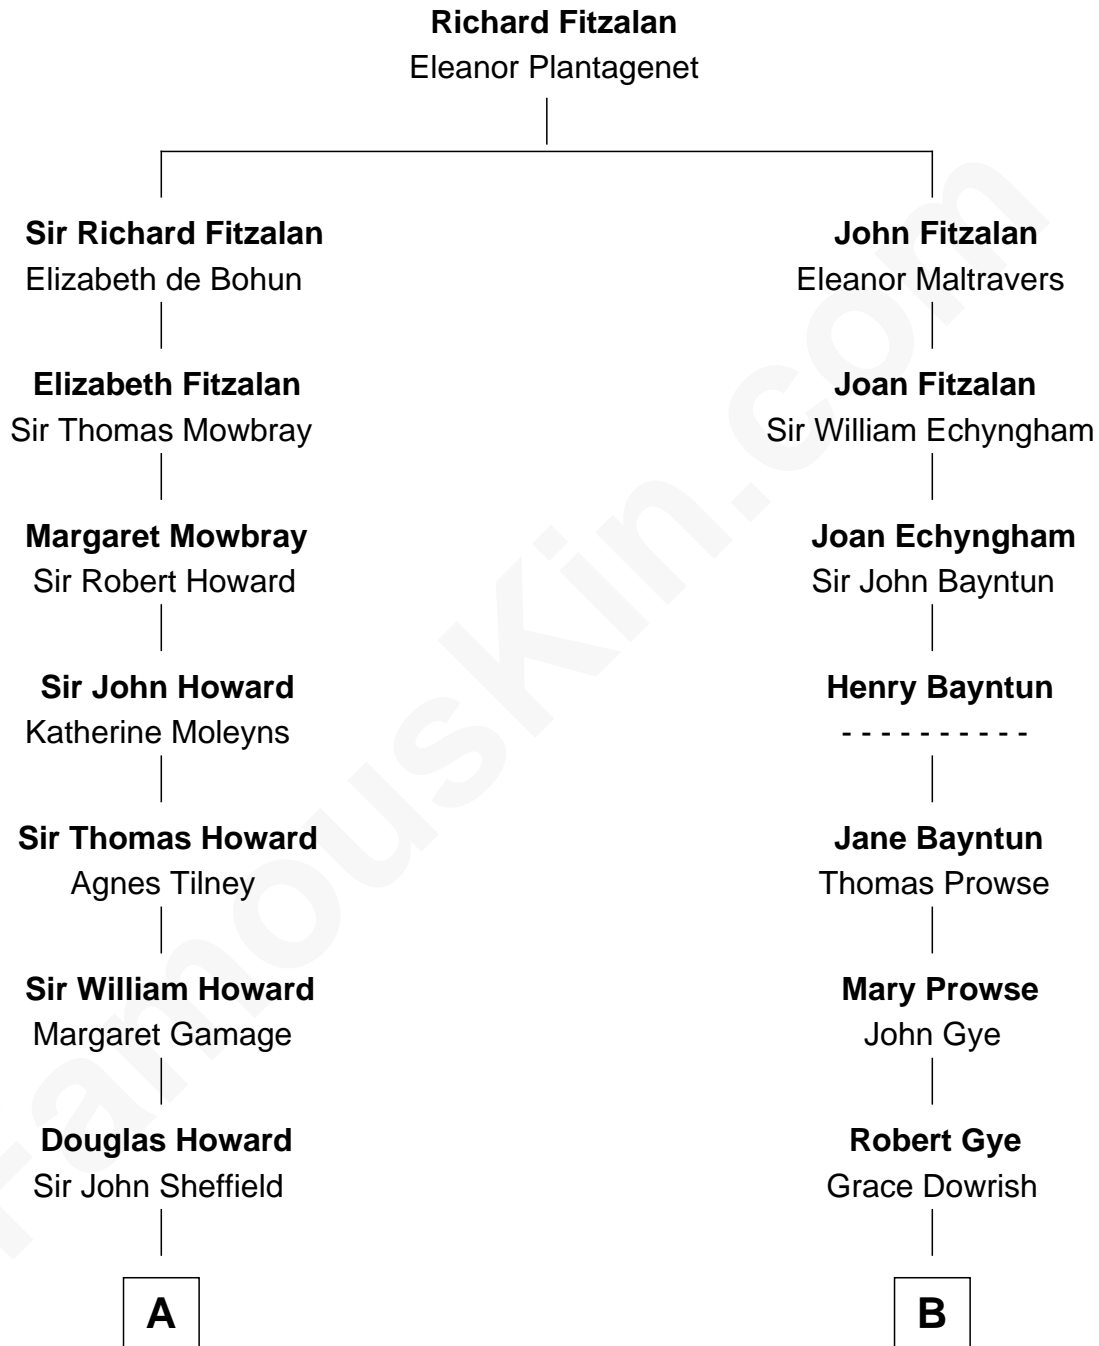 Richard Fitzalan
Eleanor Plantagenet
Sir Richard Fitzalan
Elizabeth de Bohun
John Fitzalan
Eleanor Maltravers
Elizabeth Fitzalan
Sir Thomas Mowbray
Joan Fitzalan
Sir William Echyngham
Margaret Mowbray
Sir Robert Howard
Joan Echyngham
Sir John Bayntun
Sir John Howard
Katherine Moleyns
Henry Bayntun
- - - - - - - - - -
Sir Thomas Howard
Agnes Tilney
Jane Bayntun
Thomas Prowse
Sir William Howard
Margaret Gamage
Mary Prowse
John Gye
Douglas Howard
Sir John Sheffield
Robert Gye
Grace Dowrish
A
B
FamousKin.com